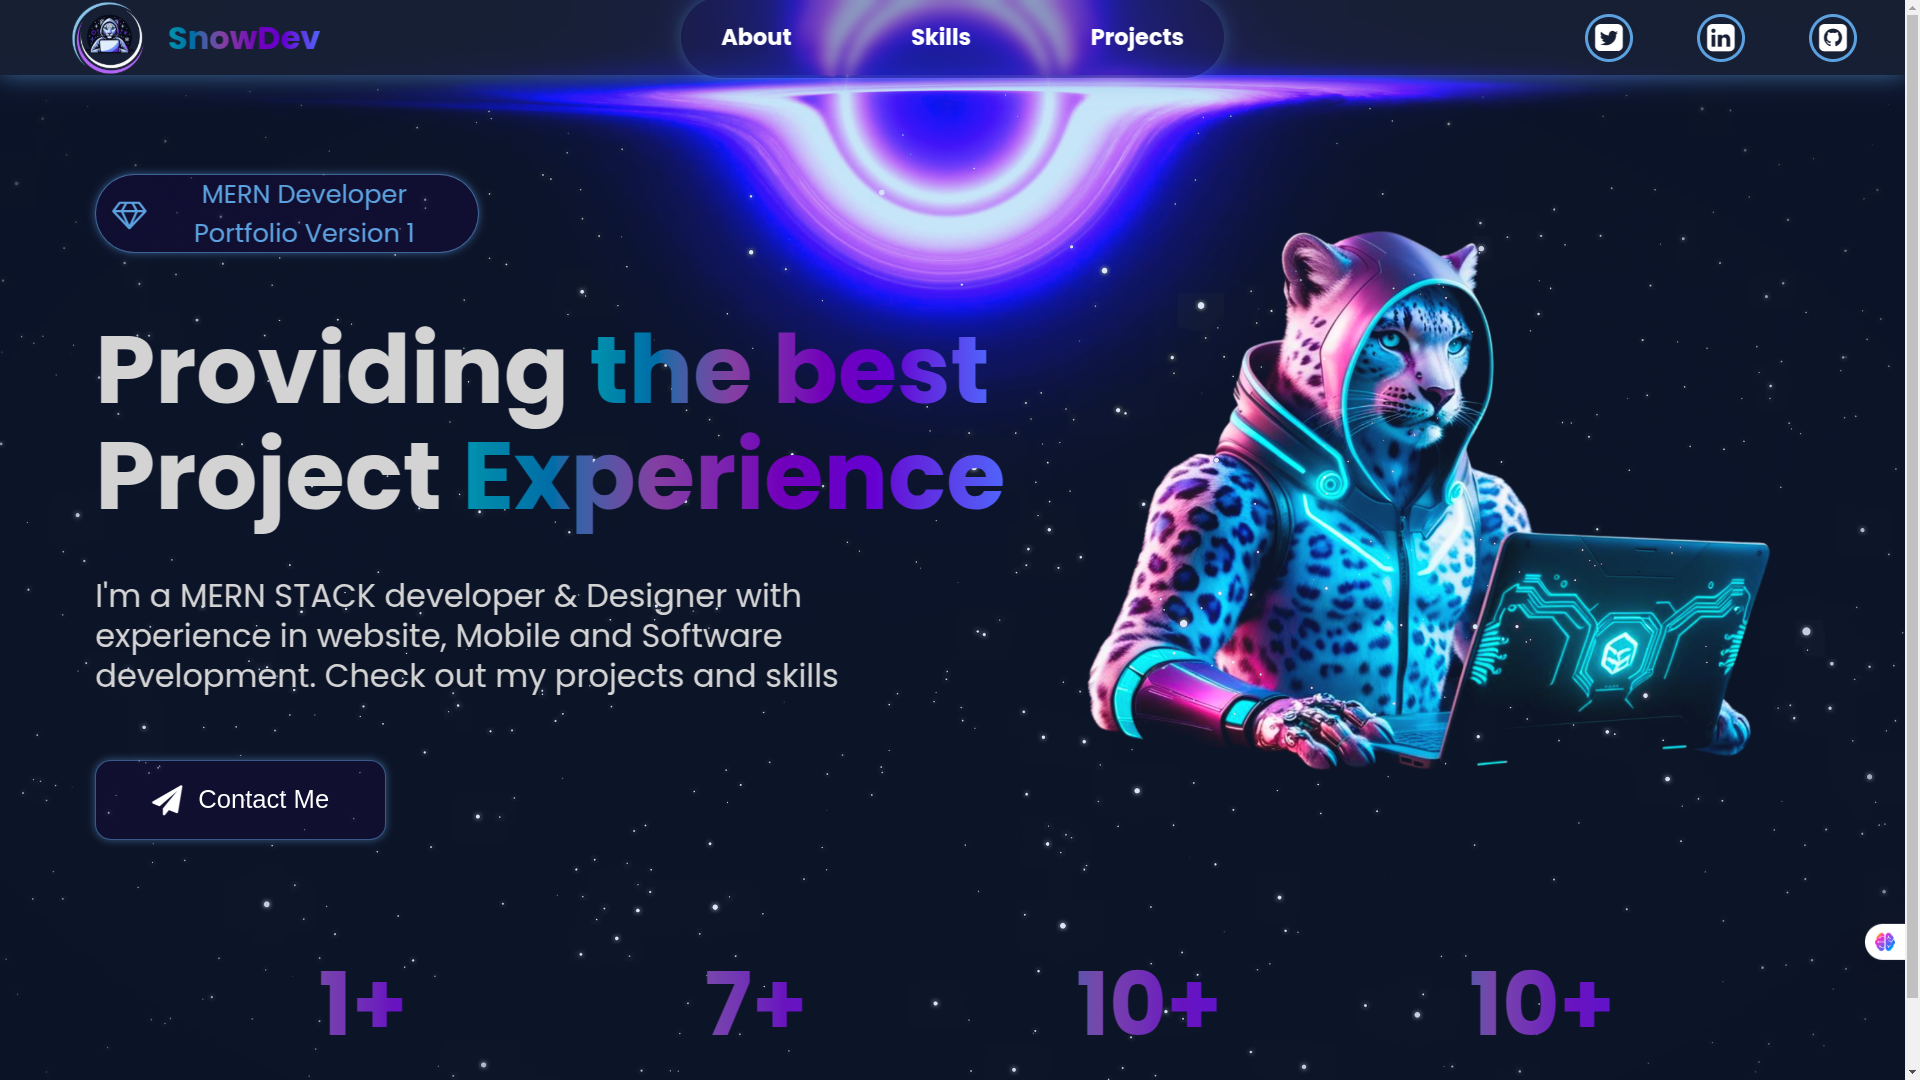 SnowDev
About
Skills
Projects
MERN Developer
Portfolio Version 1
Providing the best
Project Experience
I'm a MERN STACK developer & Designer with
experience in website, Mobile and Software
development. Check out my projects and skills
Contact Me
1+
7+
10+
10+